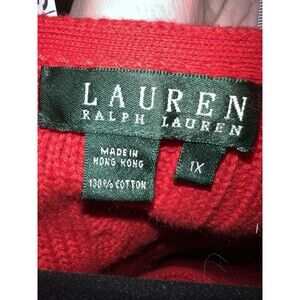 LAUREN
RALPH LAUREN
MADE IN
HONG KONG
100% COTTON
1X